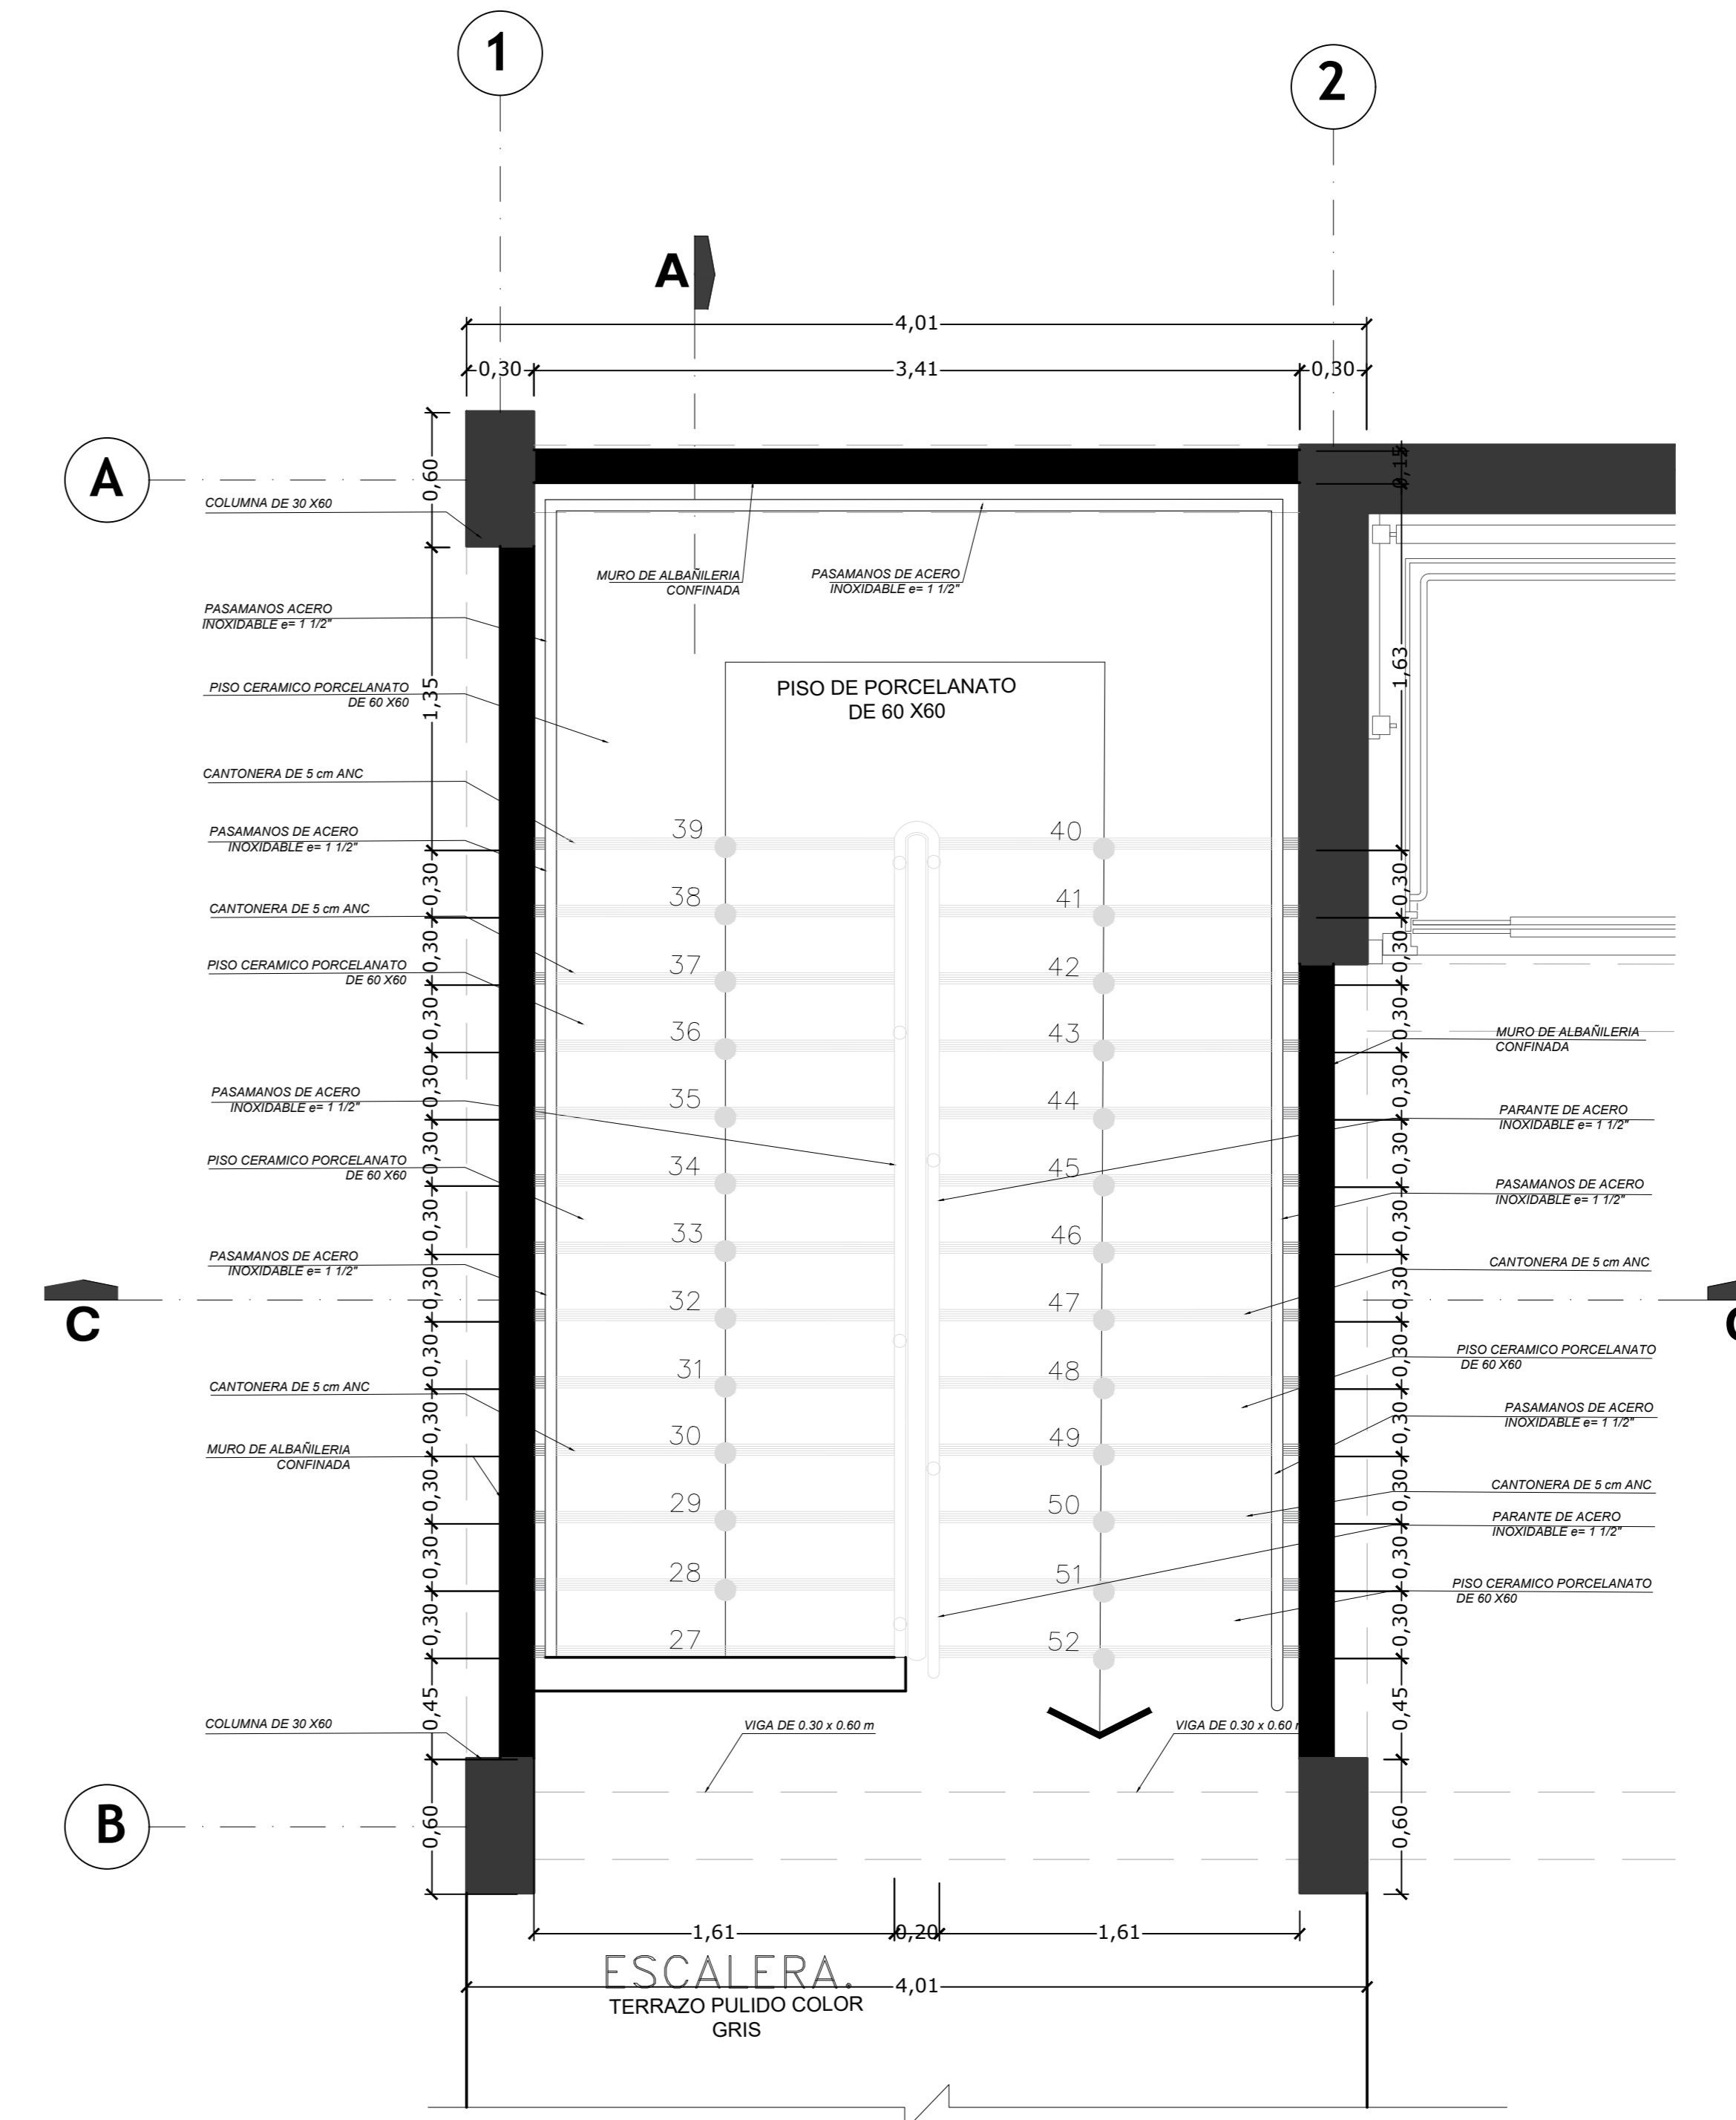 1
2
A
4,01
0,30
3,41
0,30
A
0,60
0,15
COLUMNA DE 30 X60
MURO DE ALBAÑILERIA
CONFINADA
PASAMANOS DE ACERO
INOXIDABLE e= 1 1/2"
PASAMANOS ACERO
INOXIDABLE e= 1 1/2"
1,35
1,63
PISO CERAMICO PORCELANATO
DE 60 X60
PISO DE PORCELANATO
DE 60 X60
CANTONERA DE 5 cm ANC
PASAMANOS DE ACERO
INOXIDABLE e= 1 1/2"
39
40
0,30
0,30
CANTONERA DE 5 cm ANC
38
41
0,30
0,30
PISO CERAMICO PORCELANATO
DE 60 X60
37
42
0,30
0,30
36
43
MURO DE ALBAÑILERIA
CONFINADA
0,30
0,30
PASAMANOS DE ACERO
INOXIDABLE e= 1 1/2"
35
44
PARANTE DE ACERO
INOXIDABLE e= 1 1/2"
0,30
0,30
PISO CERAMICO PORCELANATO
DE 60 X60
34
45
PASAMANOS DE ACERO
INOXIDABLE e= 1 1/2"
0,30
0,30
PASAMANOS DE ACERO
INOXIDABLE e= 1 1/2"
33
46
CANTONERA DE 5 cm ANC
0,30
0,30
C
32
47
0,30
0,30
PISO CERAMICO PORCELANATO
DE 60 X60
CANTONERA DE 5 cm ANC
31
48
PASAMANOS DE ACERO
INOXIDABLE e= 1 1/2"
0,30
0,30
MURO DE ALBAÑILERIA
CONFINADA
30
49
0,30
0,30
CANTONERA DE 5 cm ANC
29
50
PARANTE DE ACERO
INOXIDABLE e= 1 1/2"
0,30
0,30
28
51
PISO CERAMICO PORCELANATO
DE 60 X60
0,30
0,30
27
52
0,45
0,45
COLUMNA DE 30 X60
VIGA DE 0.30 x 0.60 m
VIGA DE 0.30 x 0.60
B
0,60
0,60
1,61
0,20
1,61
ESCALERA.
4,01
TERRAZO PULIDO COLOR
GRIS